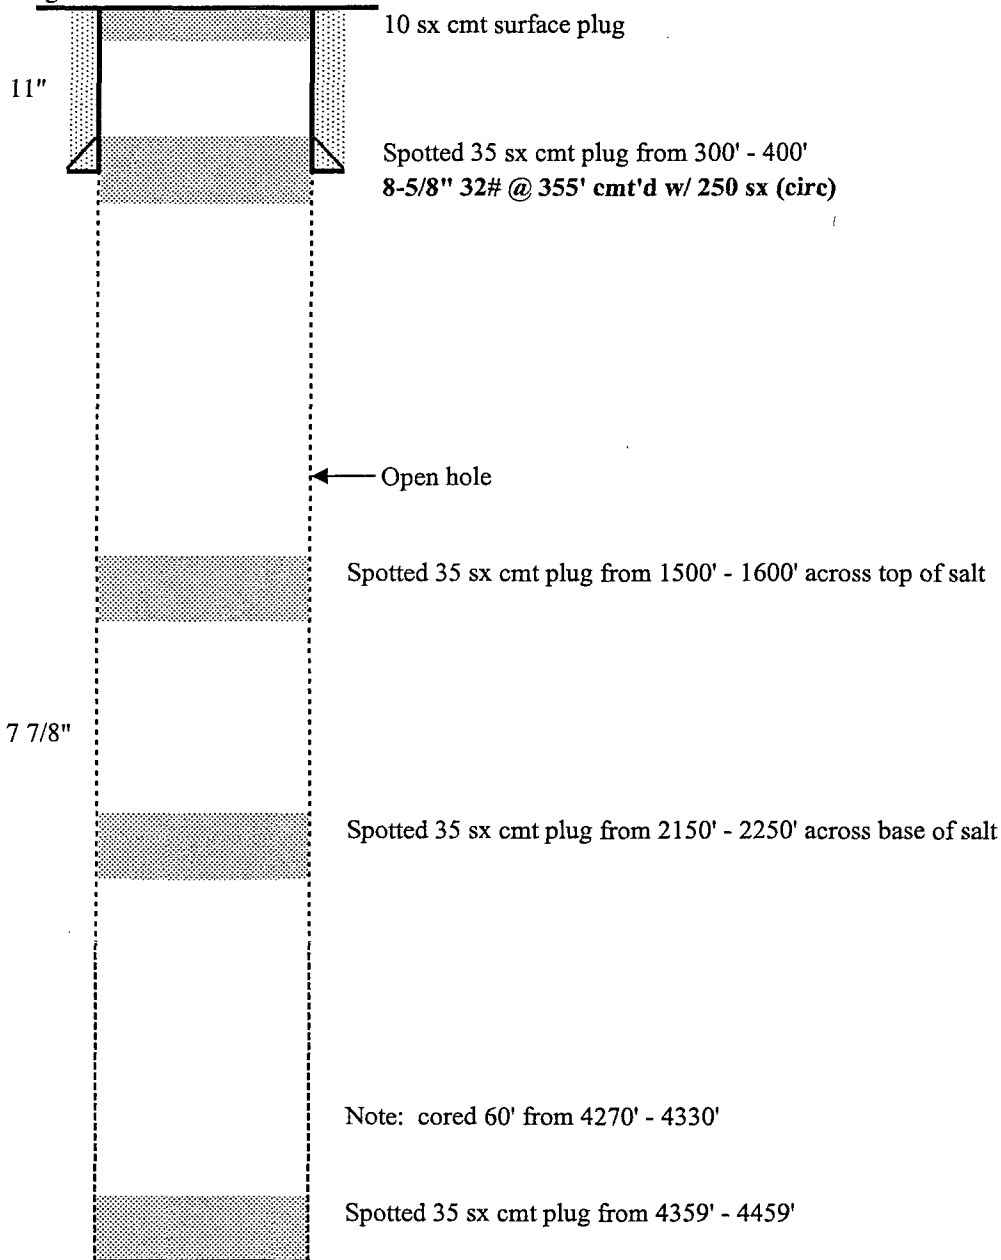 10 sx cmt surface plug
11"
Spotted 35 sx cmt plug from 300' - 400'
8-5/8" 32# @ 355' cmt'd w/ 250 sx (circ)
Open hole
Spotted 35 sx cmt plug from 1500' - 1600' across top of salt
7 7/8"
Spotted 35 sx cmt plug from 2150' - 2250' across base of salt
Note: cored 60' from 4270' - 4330'
Spotted 35 sx cmt plug from 4359' - 4459'